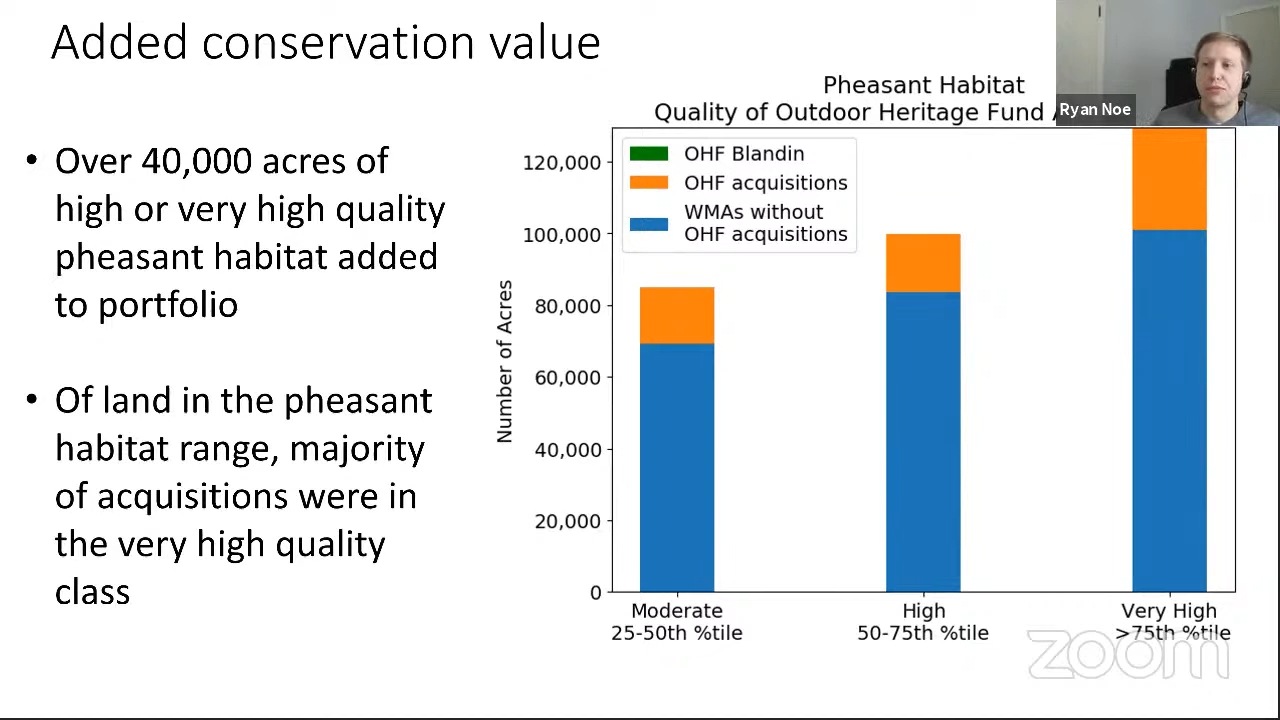 Added conservation value
Ryan Noe
• Over 40,000 acres of
high or very high quality
pheasant habitat added
to portfolio
• Of land in the pheasant
habitat range, majority
of acquisitions were in
the very high quality
class
Pheasant Habitat
Quality of Outdoor Heritage Fund
OHF Blandin
OHF acquisitions
WMAs without
OHF acquisitions
Number of Acres
120,000
100,000
80,000
60,000
40,000
20,000
0
Moderate
25-50th %tile
High
50-75th %tile
Very High
>75th %tile
zoom